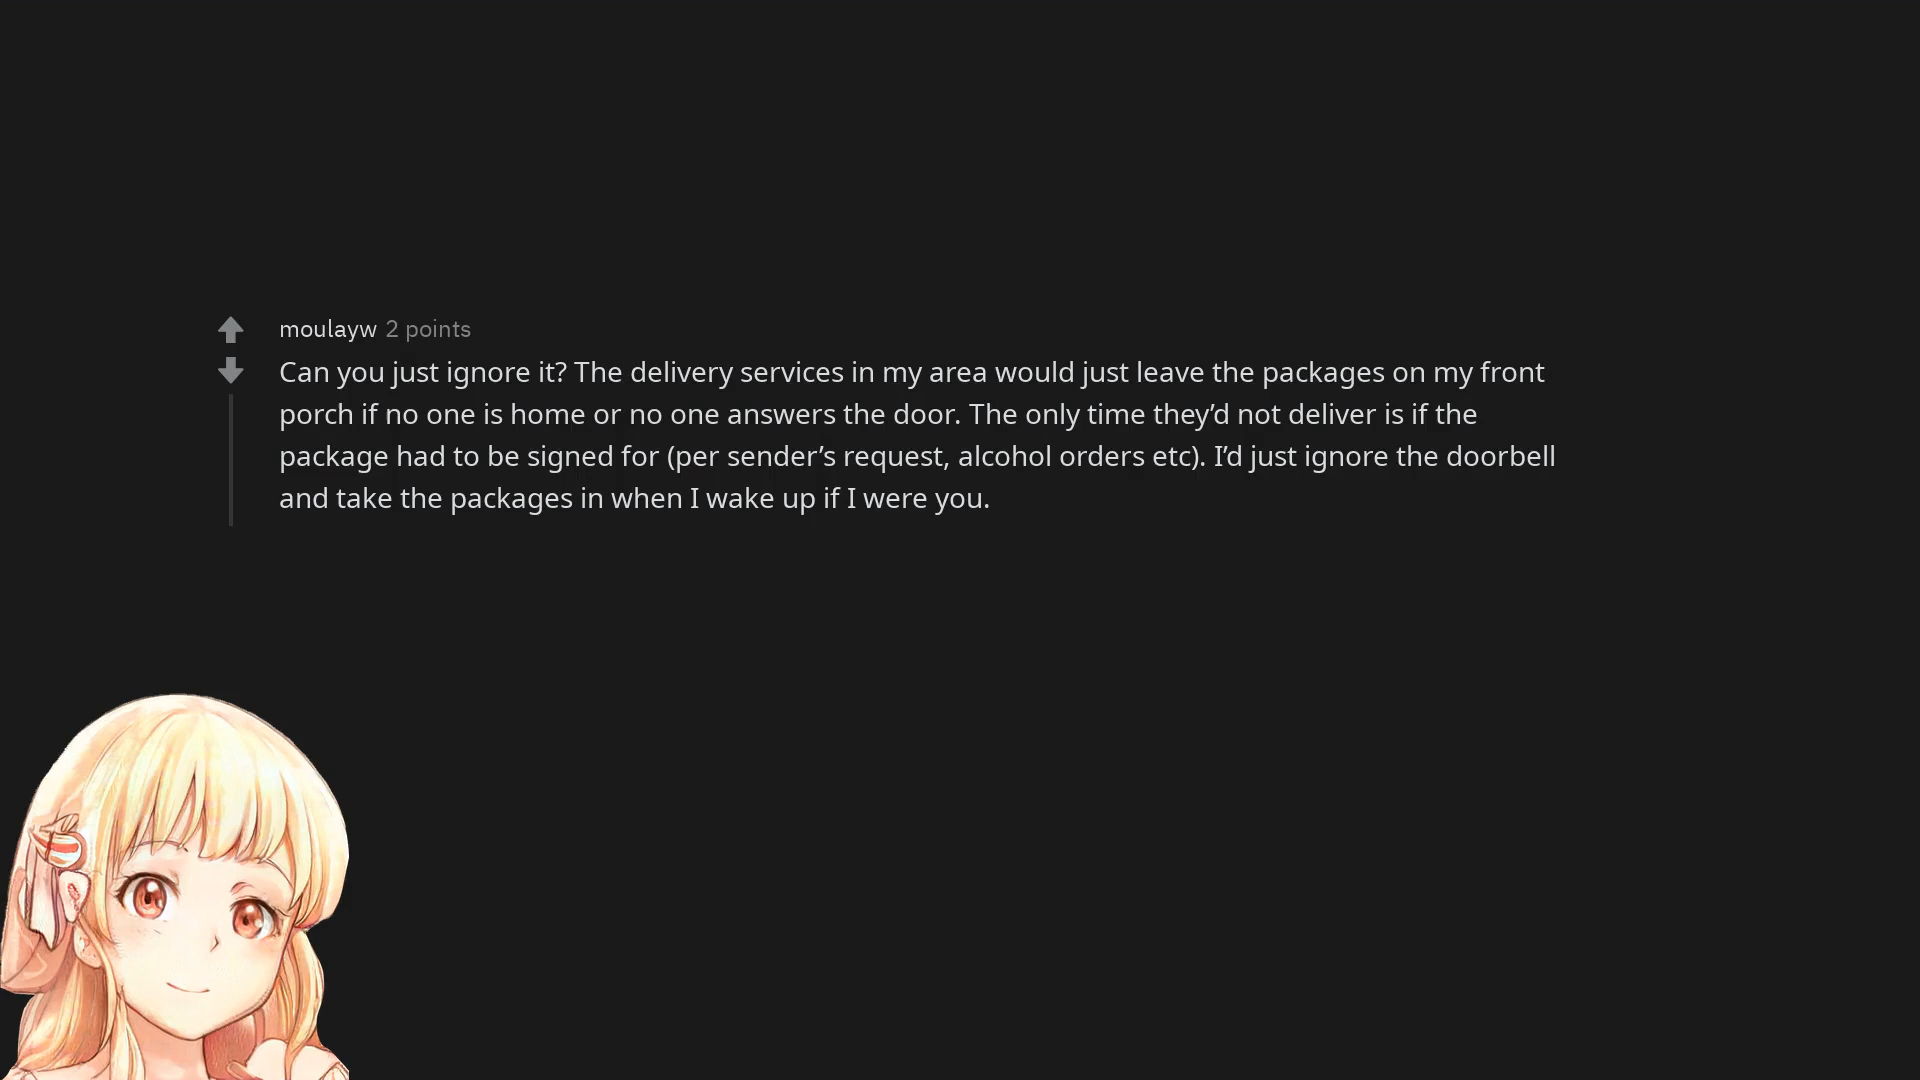 moulayw 2 points
Can you just ignore it? The delivery services in my area would just leave the packages on my front
porch if no one is home or no one answers the door. The only time they’d not deliver is if the
package had to be signed for (per sender’s request, alcohol orders etc). I’d just ignore the doorbell
and take the packages in when I wake up if I were you.